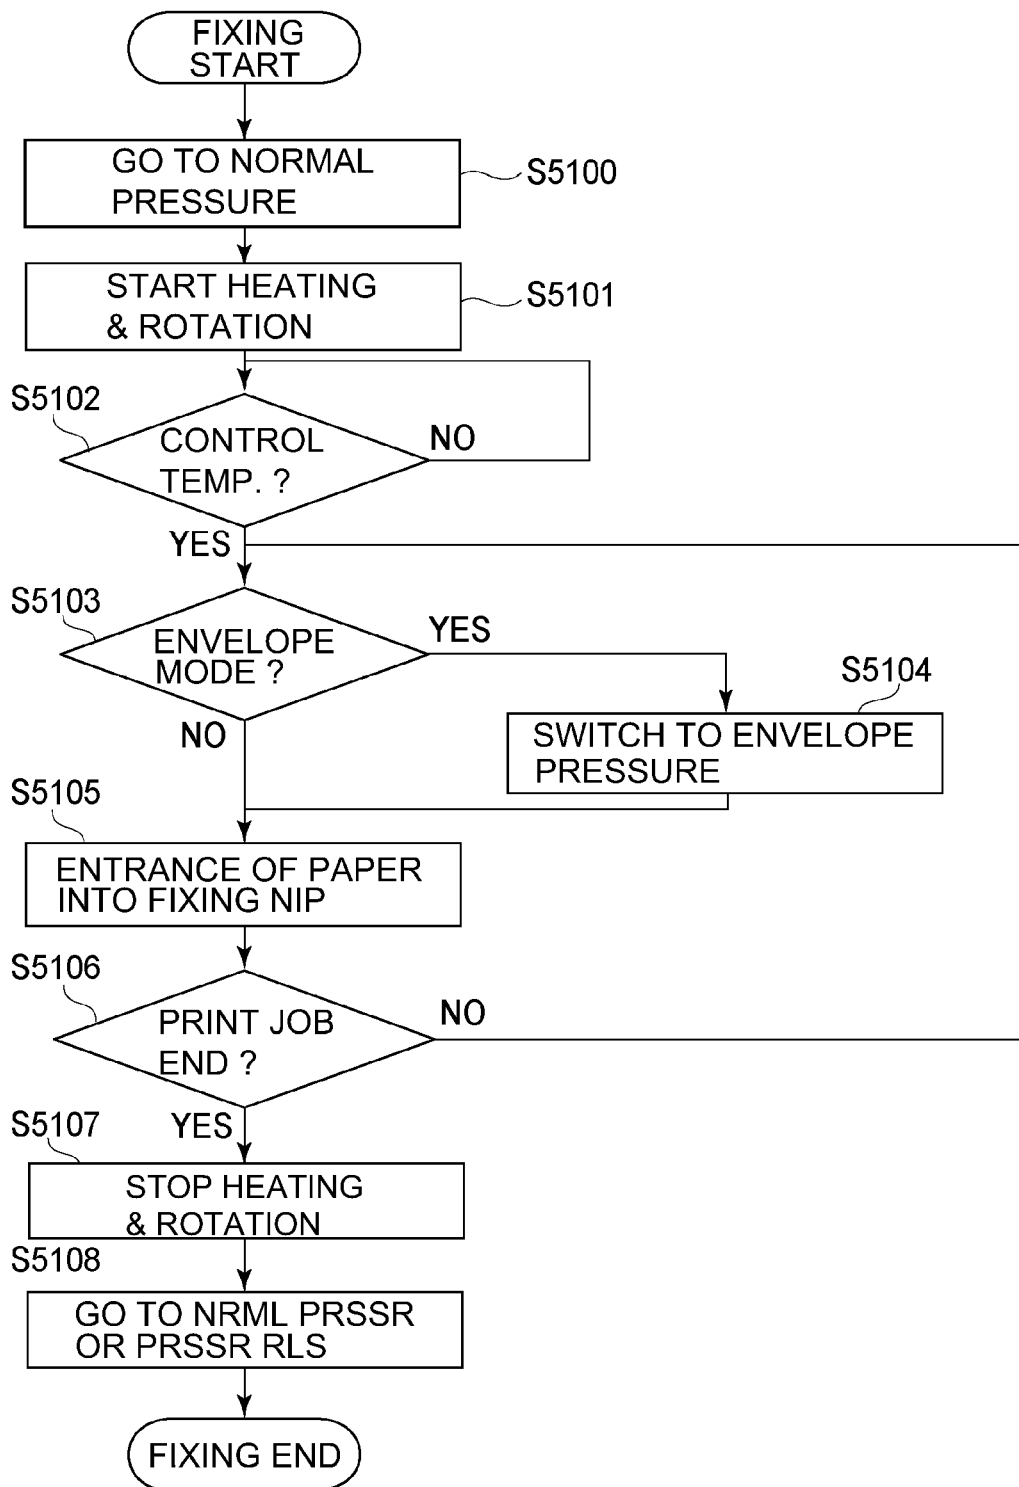 FIXING
START
GO TO NORMAL
PRESSURE
S5100
START HEATING
& ROTATION
S5101
S5102
CONTROL
TEMP. ?
NO
YES
S5103
ENVELOPE
MODE ?
YES
NO
S5104
SWITCH TO ENVELOPE
PRESSURE
S5105
ENTRANCE OF PAPER
INTO FIXING NIP
S5106
PRINT JOB
END ?
NO
YES
S5107
STOP HEATING
& ROTATION
S5108
GO TO NRML PRSSR
OR PRSSR RLS
FIXING END